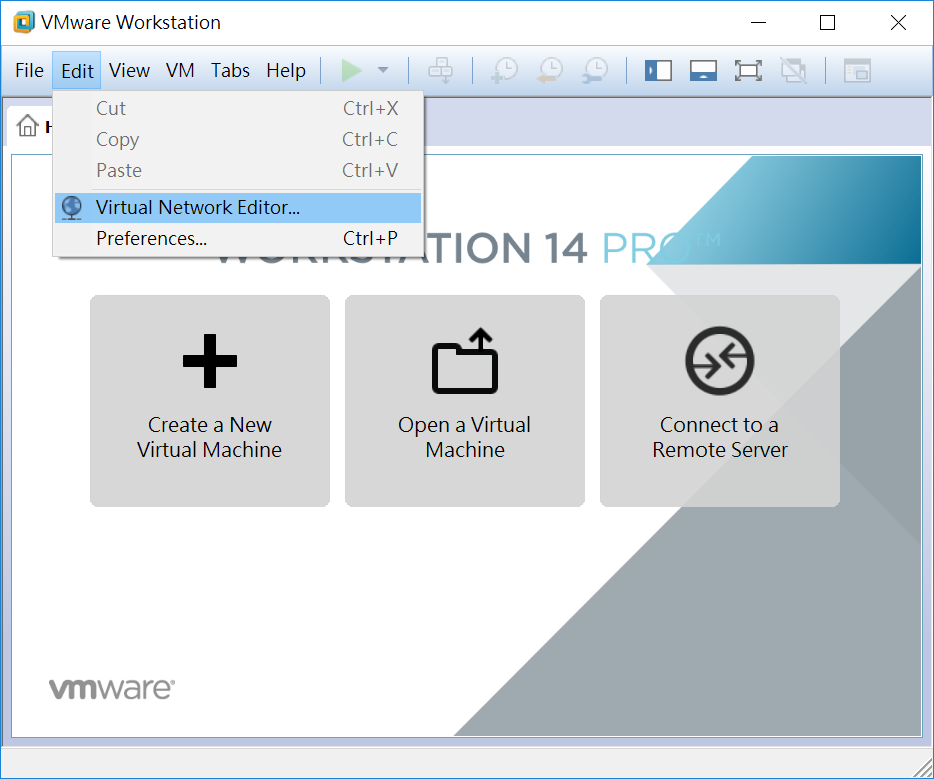 VMware Workstation
File Edit View VM Tabs Help
Cut Ctrl+X
Copy Ctrl+C
Paste Ctrl+V
Virtual Network Editor...
Preferences... Ctrl+P
WORKSTATION 14 PRO™
Create a New
Virtual Machine
Open a Virtual
Machine
Connect to a
Remote Server
vmware®